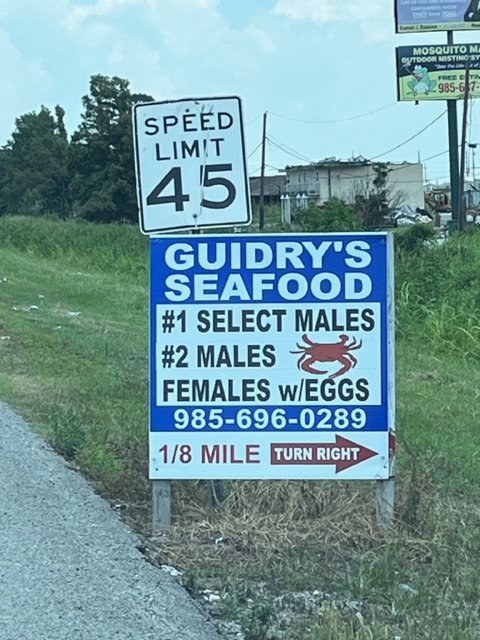 SPEED
LIMIT
45
MOSQUITO
OUTDOOR MISTING
FREE
985-6
GUIDRY'S
SEAFOOD
#1 SELECT MALES
#2 MALES
FEMALES w/EGGS
985-696-0289
1/8 MILE TURN RIGHT